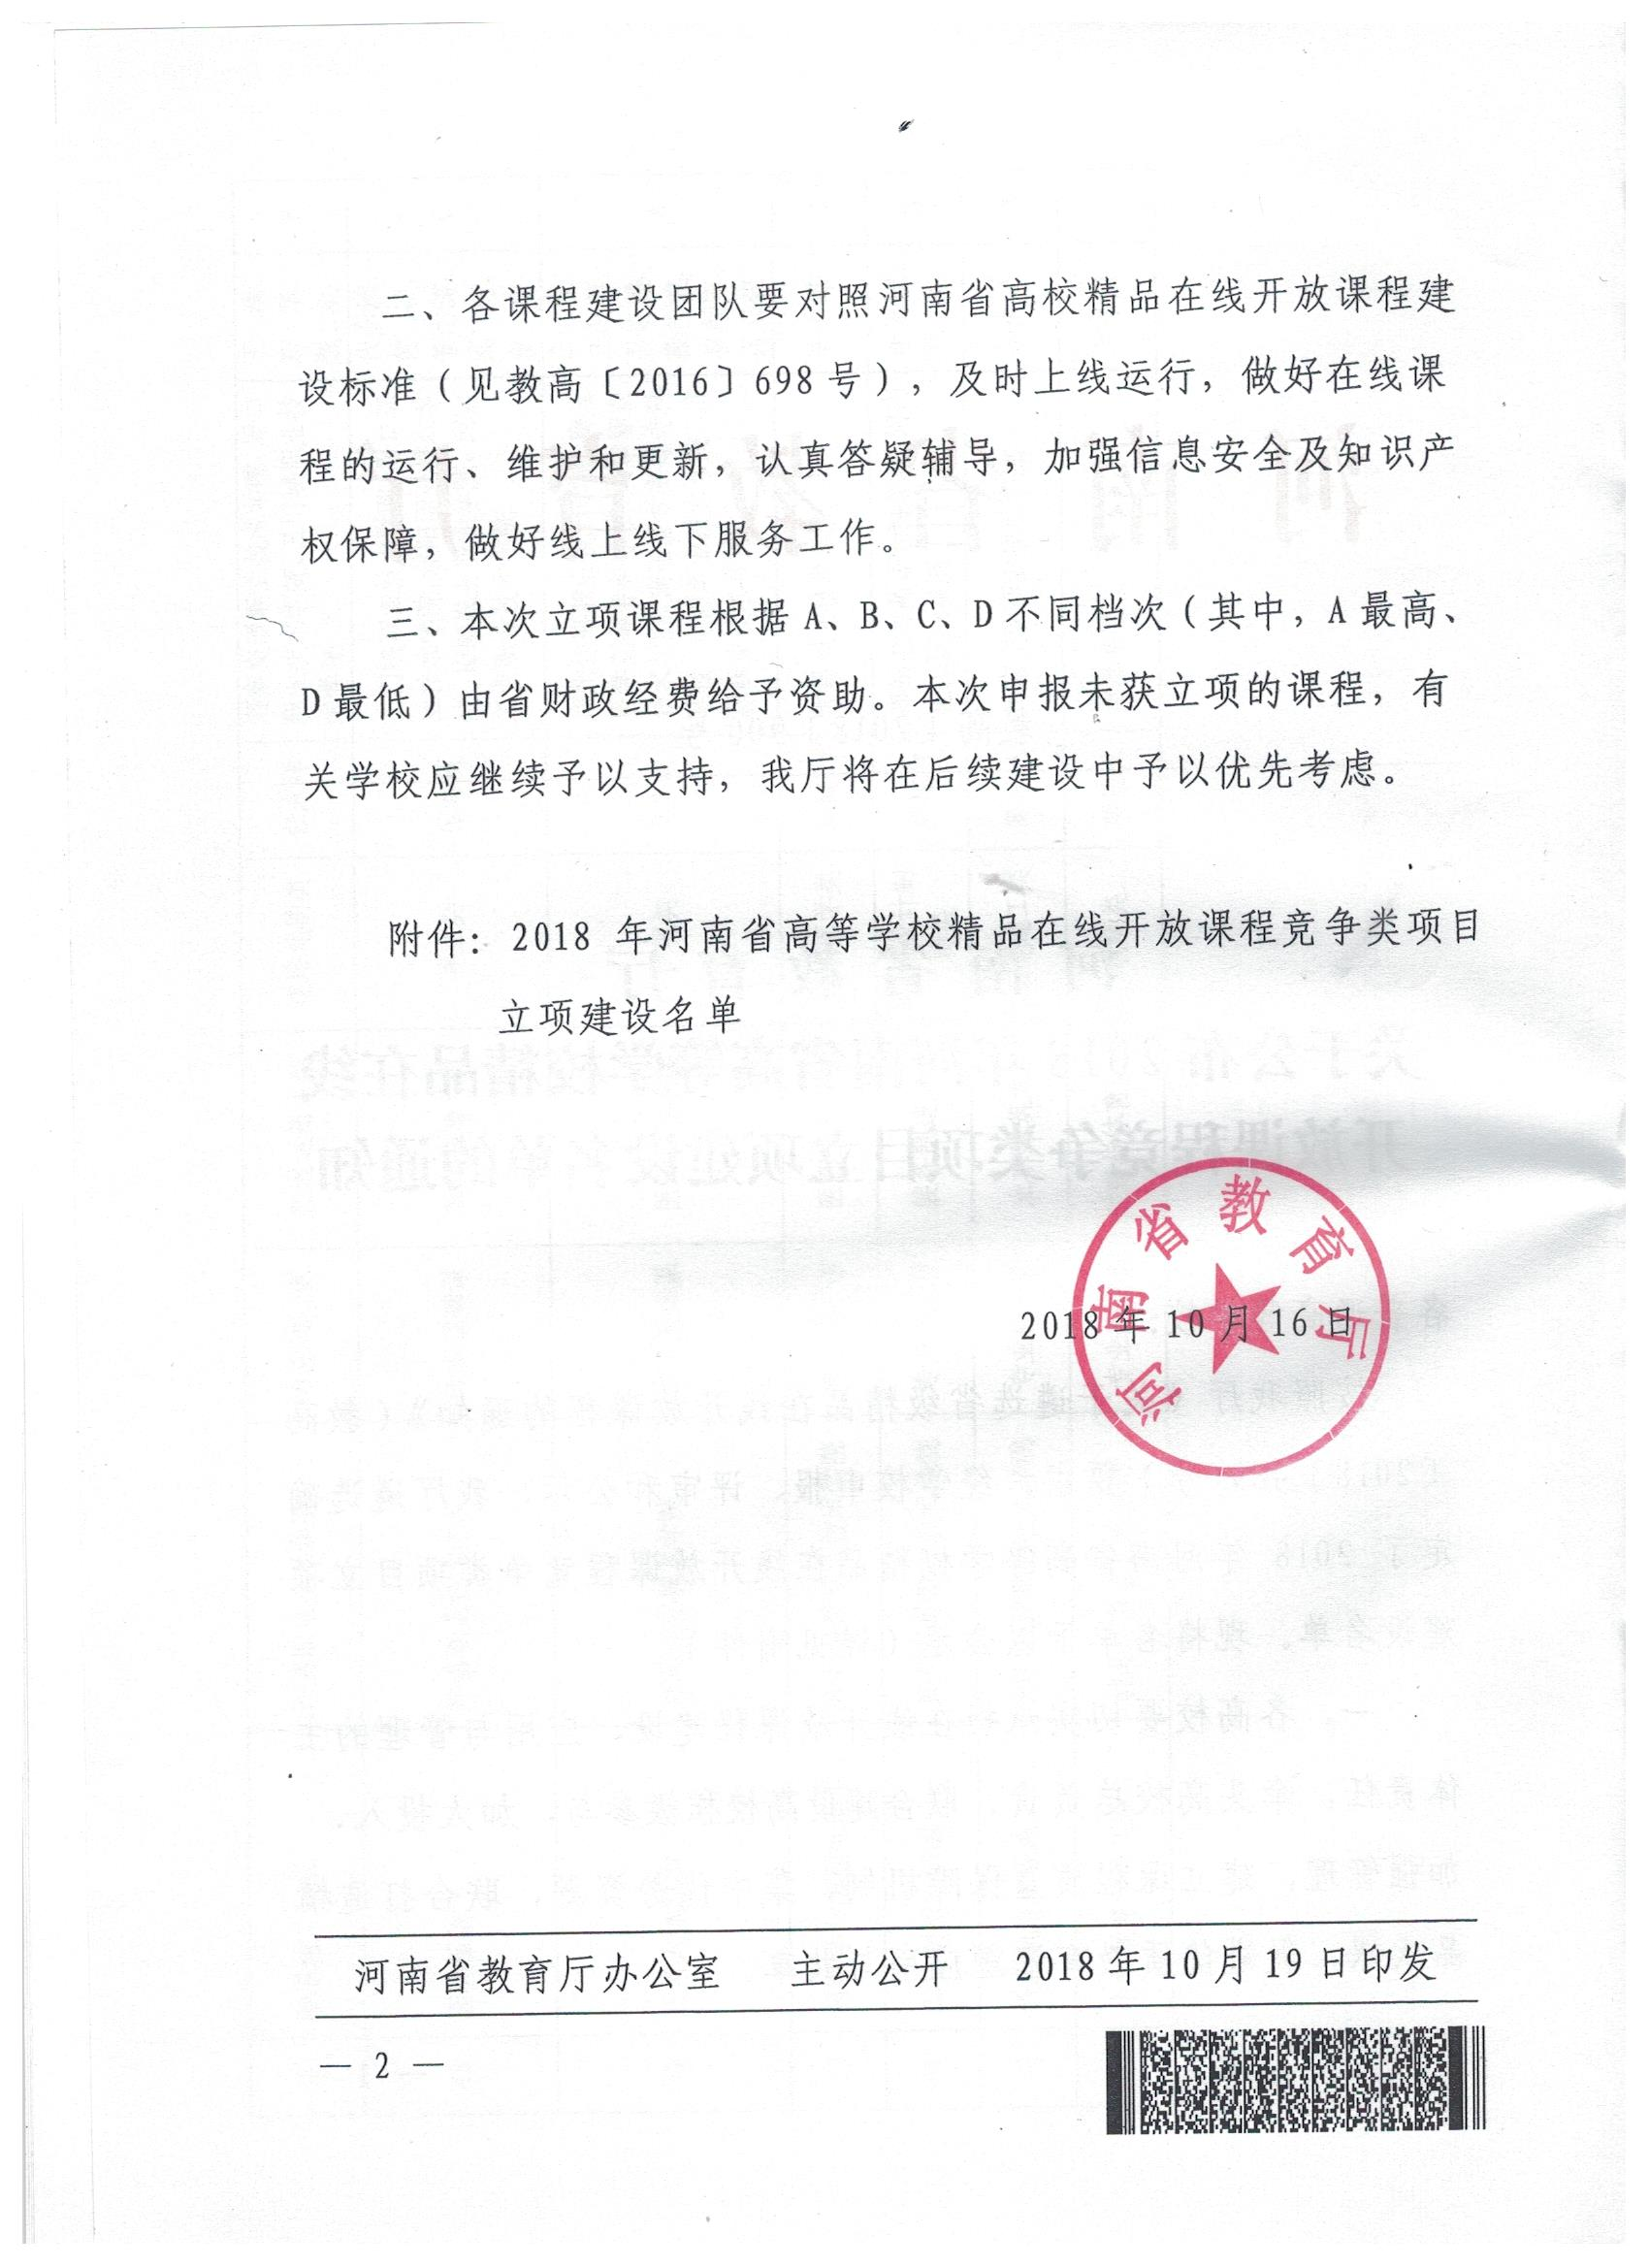 二、各课程建设团队要对照河南省高校精品在线开放课程建
设标准（见教高〔2016〕698号），及时上线运行，做好在线课
程的运行、维护和更新，认真答疑辅导，加强信息安全及知识产
权保障，做好线上线下服务工作。
三、本次立项课程根据A、B、C、D不同档次（其中，A最高、
D最低）由省财政经费给予资助。本次申报未获立项的课程，有
关学校应继续予以支持，我厅将在后续建设中予以优先考虑。
附件：2018 年河南省高等学校精品在线开放课程竞争类项目
立项建设名单
河南省教育厅
2018年10月16日
河南省教育厅办公室 主动公开 2018年10月19日印发
— 2 —